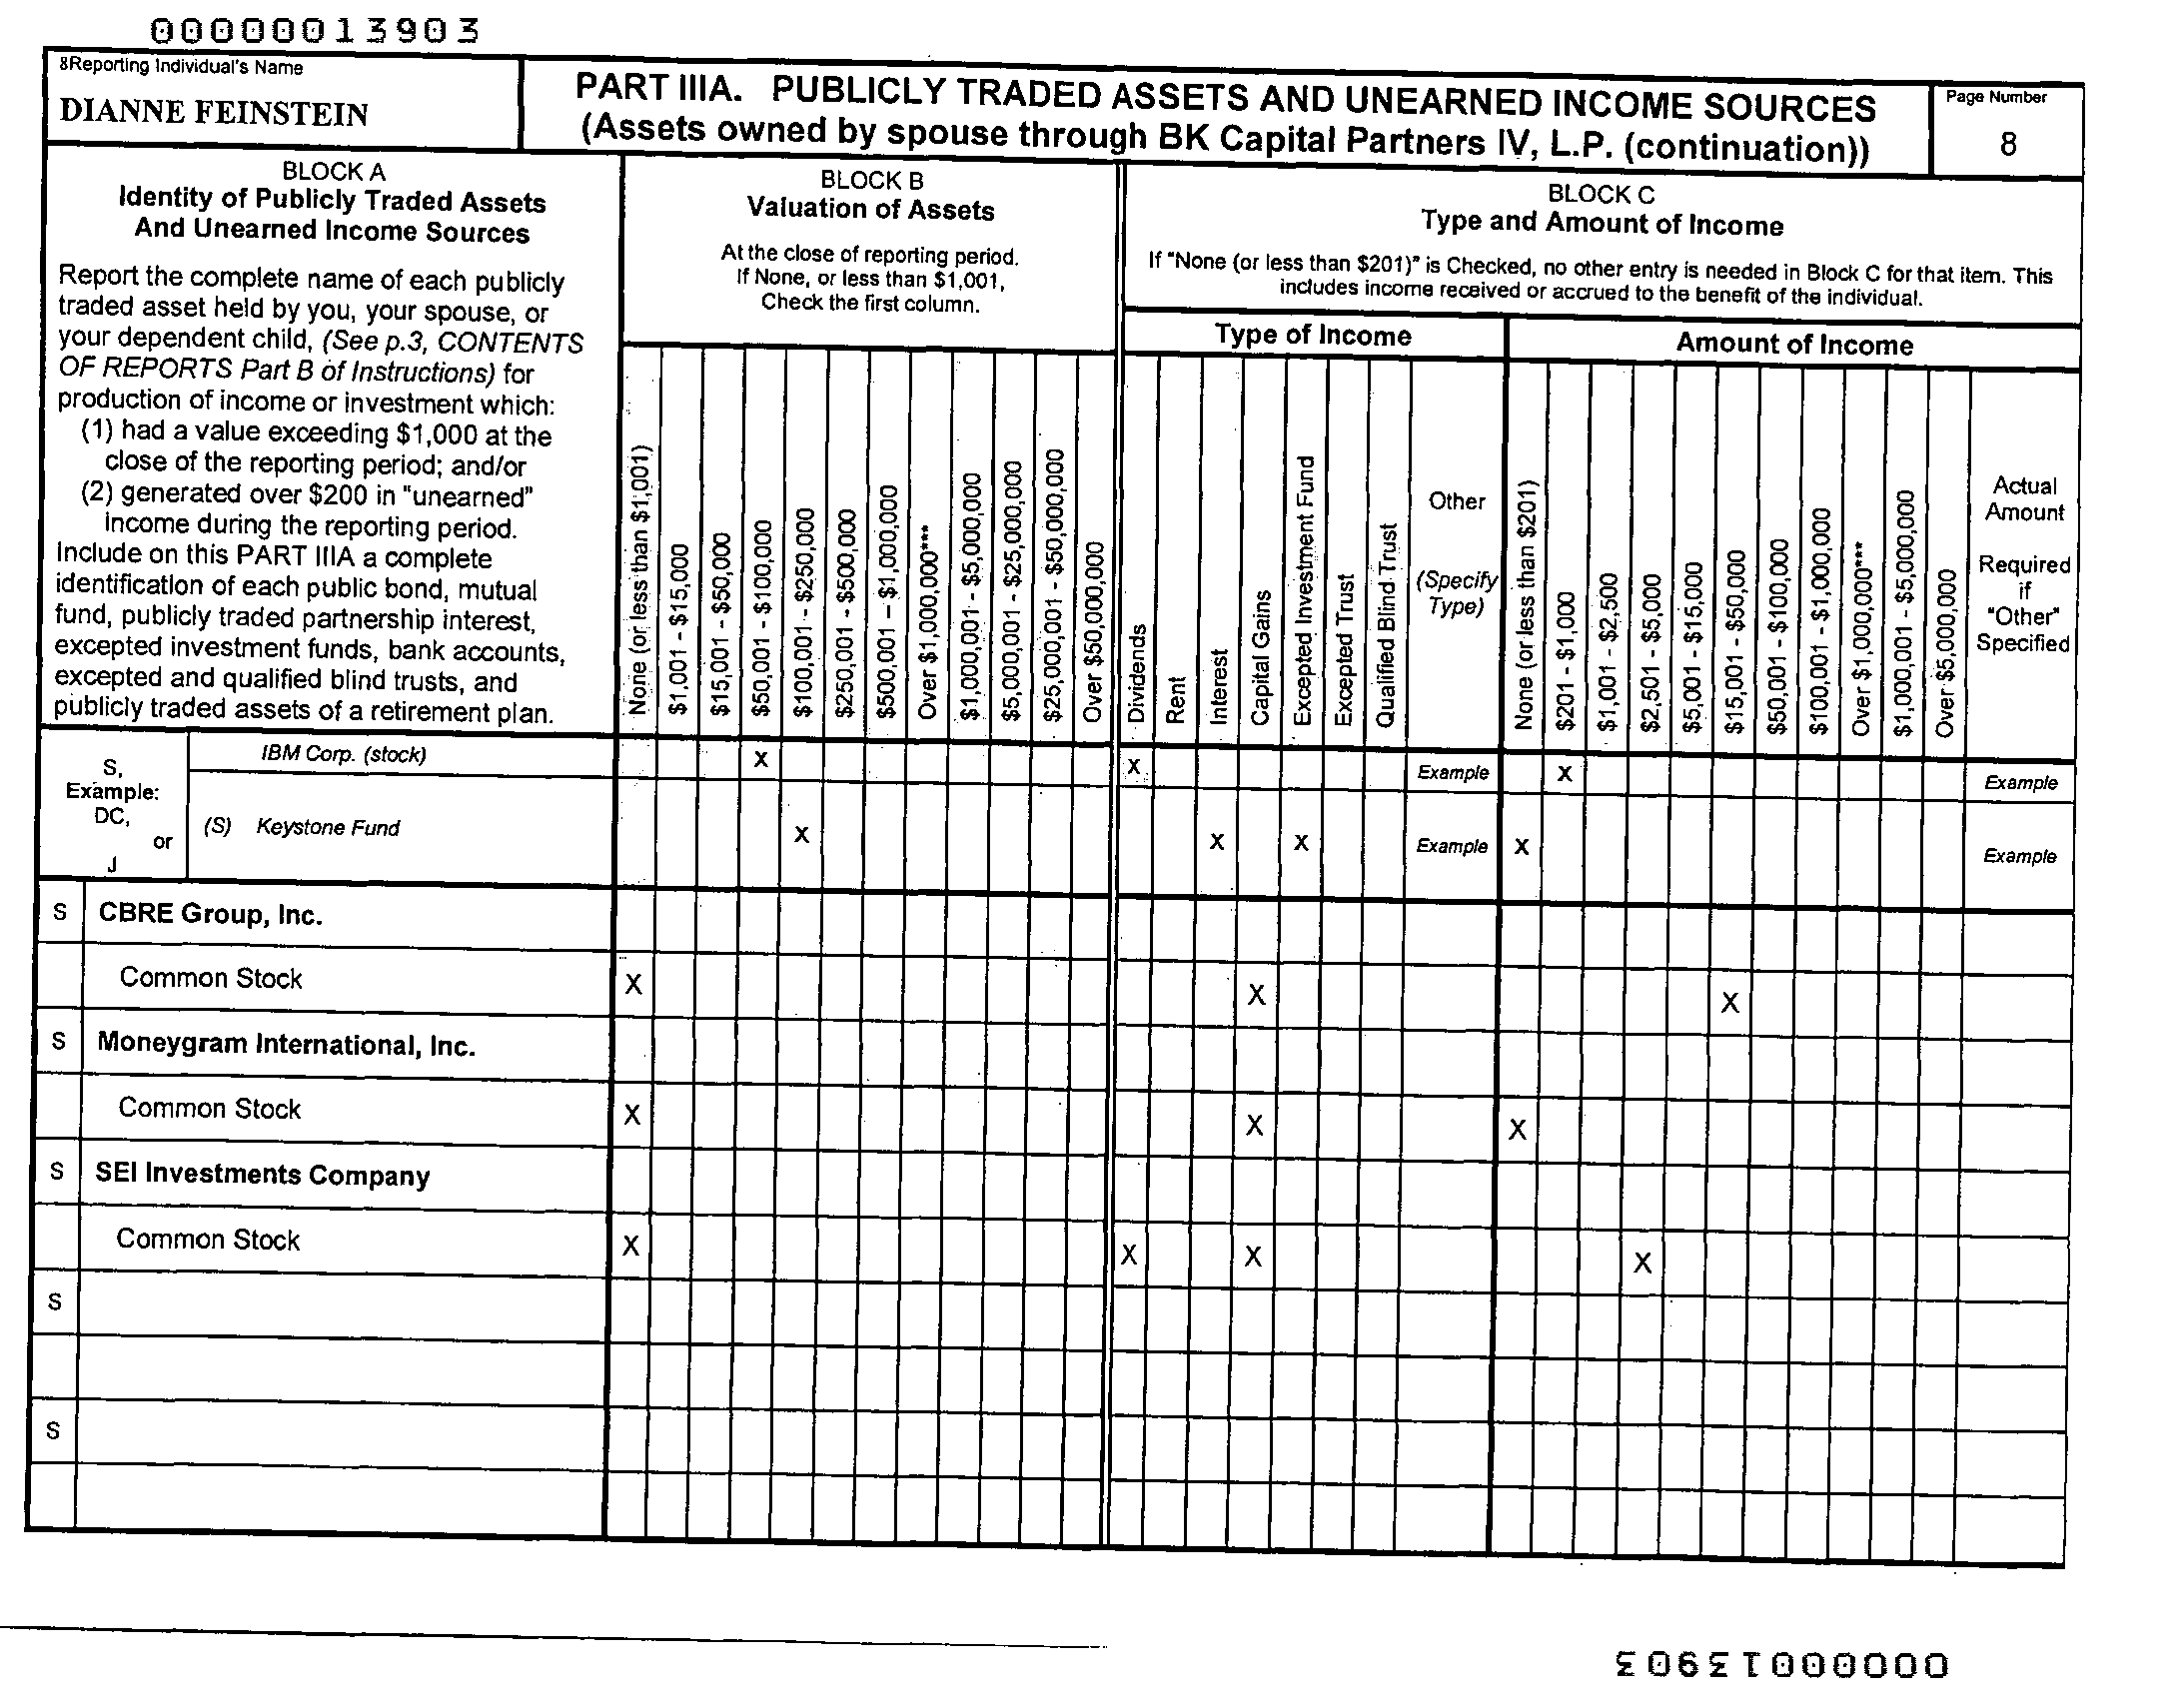 00000013903
8Reporting Individual's Name
DIANNE FEINSTEIN
PART IIIA. PUBLICLY TRADED ASSETS AND UNEARNED INCOME SOURCES
(Assets owned by spouse through BK Capital Partners IV, L.P. (continuation))
Page Number
8
BLOCK A
Identity of Publicly Traded Assets
And Unearned Income Sources
Report the complete name of each publicly
traded asset held by you, your spouse, or
your dependent child, (See p.3, CONTENTS
OF REPORTS Part B of Instructions) for
production of income or investment which:
(1) had a value exceeding $1,000 at the
close of the reporting period; and/or
(2) generated over $200 in "unearned"
income during the reporting period.
Include on this PART IIIA a complete
identification of each public bond, mutual
fund, publicly traded partnership interest,
excepted investment funds, bank accounts,
excepted and qualified blind trusts, and
publicly traded assets of a retirement plan.
BLOCK B
Valuation of Assets
At the close of reporting period.
If None, or less than $1,001,
Check the first column.
None (or less than $1,001)
$1,001 - $15,000
$15,001 - $50,000
$50,001 - $100,000
$100,001 - $250,000
$250,001 - $500,000
$500,001 – $1,000,000
Over $1,000,000***
$1,000,001 - $5,000,000
$5,000,001 - $25,000,000
$25,000,001 - $50,000,000
Over $50,000,000
BLOCK C
Type and Amount of Income
If "None (or less than $201)" is Checked, no other entry is needed in Block C for that item. This
includes income received or accrued to the benefit of the individual.
Type of Income
Dividends
Rent
Interest
Capital Gains
Excepted Investment Fund
Excepted Trust
Qualified Blind Trust
Other
(Specify
Type)
Amount of Income
None (or less than $201)
$201 - $1,000
$1,001 - $2,500
$2,501 - $5,000
$5,001 - $15,000
$15,001 - $50,000
$50,001 - $100,000
$100,001 - $1,000,000
Over $1,000,000***
$1,000,001 - $5,000,000
Over $5,000,000
Actual
Amount
Required
if
"Other"
Specified
S,
Example:
DC,
or
J
IBM Corp. (stock) X X Example X Example
(S) Keystone Fund X X X Example X Example
S CBRE Group, Inc.
Common Stock X X X
S Moneygram International, Inc.
Common Stock X X X
S SEI Investments Company
Common Stock X X X X
S
S
00000013903